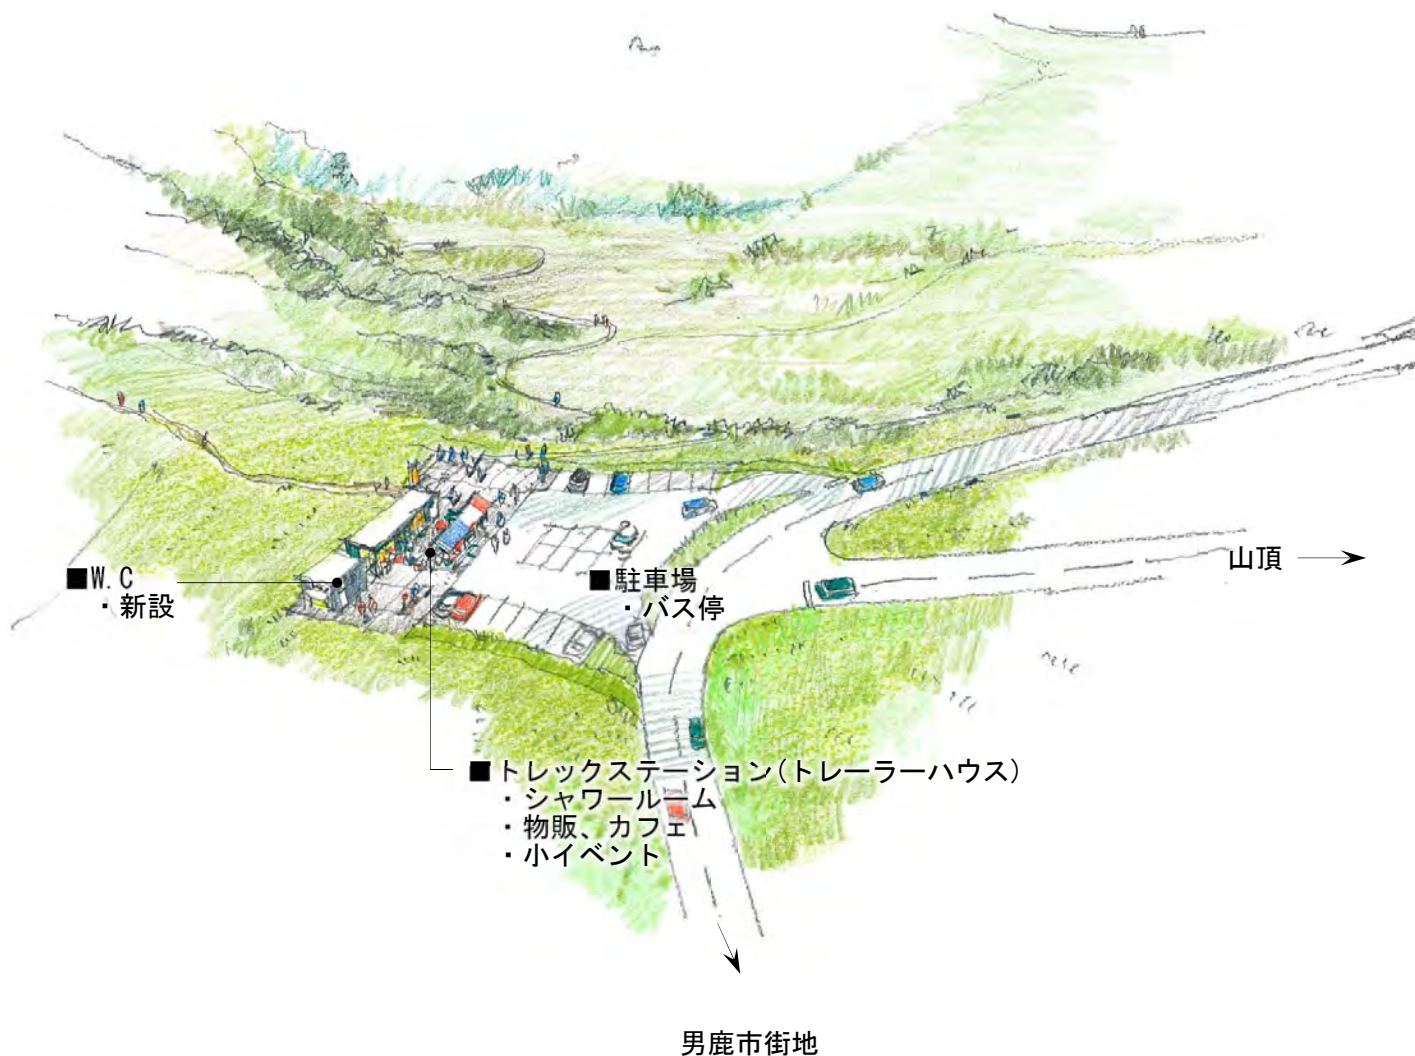 山頂
■W.C
・新設
■駐車場
・バス停
■トレックステーション(トレーラーハウス)
・シャワールーム
・物販、カフェ
・小イベント
男鹿市街地